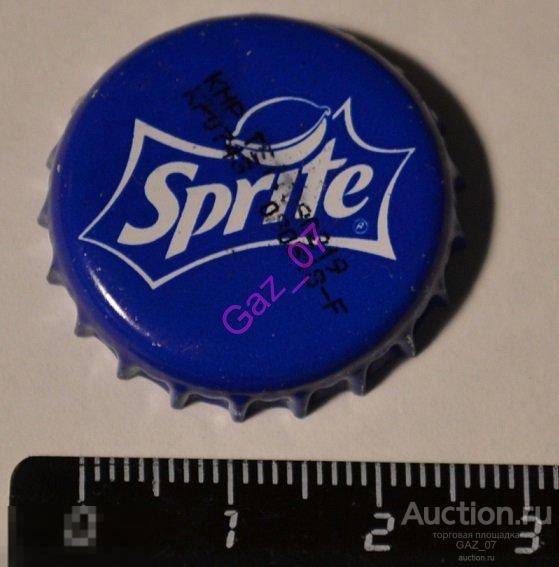 Sprite
Gaz_07
0 1 2 3
Auction.ru
торговая площадка
GAZ_07
auction.ru